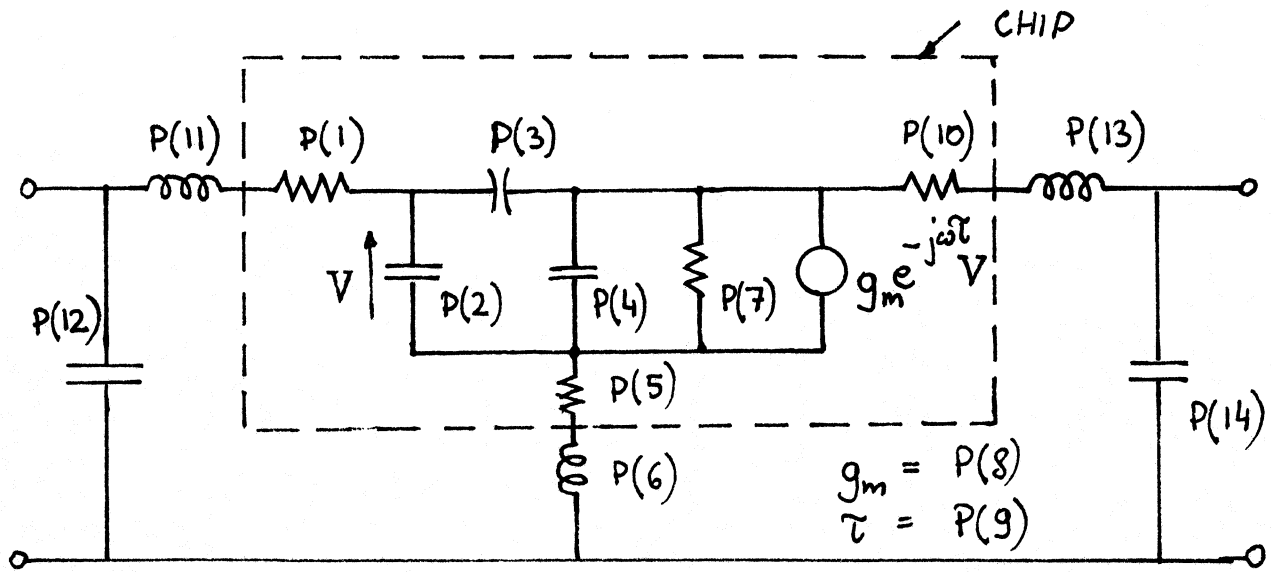 CHIP
P(11)
P(1)
P(3)
P(10)
P(13)
V
P(2)
P(4)
P(7)
g_m e^{-jωτ} V
P(12)
P(5)
P(14)
P(6)
g_m = P(8)
τ = P(9)